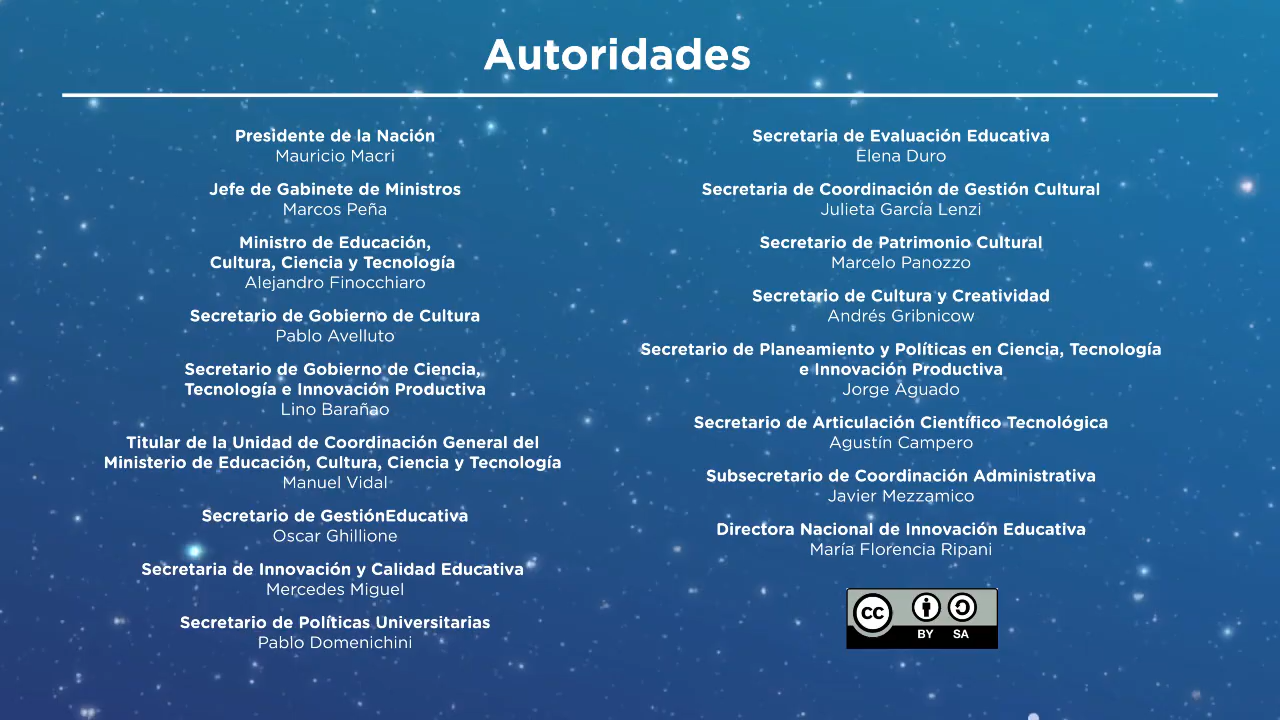 Autoridades
Presidente de la Nación
Mauricio Macri
Jefe de Gabinete de Ministros
Marcos Peña
Ministro de Educación,
Cultura, Ciencia y Tecnología
Alejandro Finocchiaro
Secretario de Gobierno de Cultura
Pablo Avelluto
Secretario de Gobierno de Ciencia,
Tecnología e Innovación Productiva
Lino Barañao
Titular de la Unidad de Coordinación General del
Ministerio de Educación, Cultura, Ciencia y Tecnología
Manuel Vidal
Secretario de GestiónEducativa
Oscar Ghillione
Secretaria de Innovación y Calidad Educativa
Mercedes Miguel
Secretario de Políticas Universitarias
Pablo Domenichini
Secretaria de Evaluación Educativa
Elena Duro
Secretaria de Coordinación de Gestión Cultural
Julieta García Lenzi
Secretario de Patrimonio Cultural
Marcelo Panozzo
Secretario de Cultura y Creatividad
Andrés Gribnicow
Secretario de Planeamiento y Políticas en Ciencia, Tecnología
e Innovación Productiva
Jorge Aguado
Secretario de Articulación Científico Tecnológica
Agustín Campero
Subsecretario de Coordinación Administrativa
Javier Mezzamico
Directora Nacional de Innovación Educativa
María Florencia Ripani
cc
BY SA